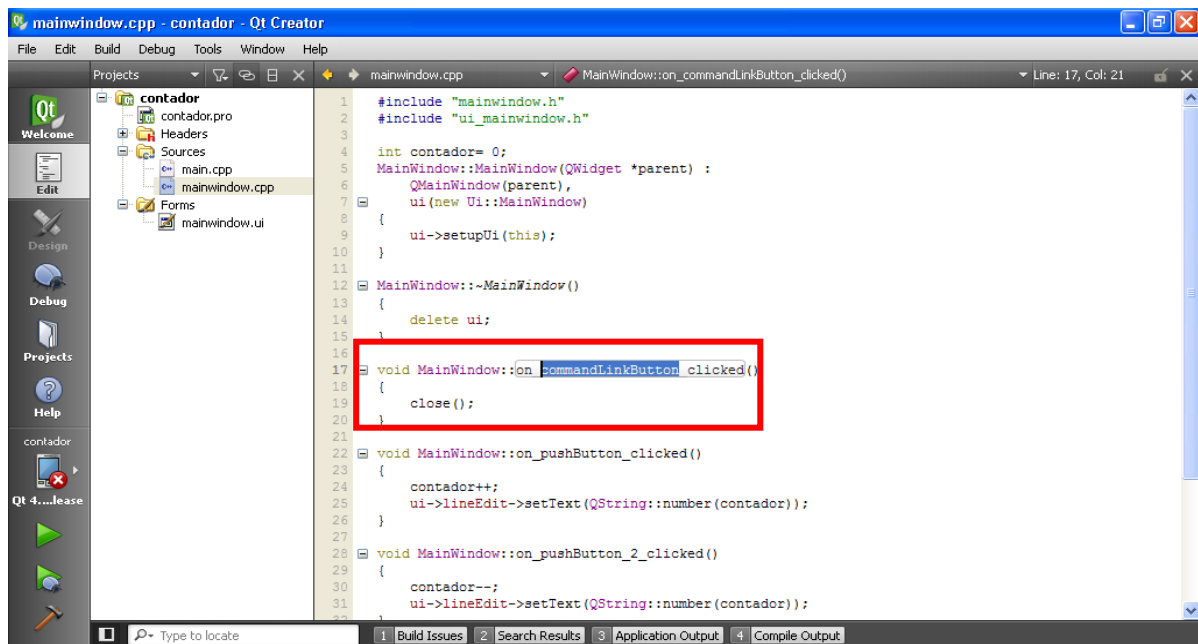 mainwindow.cpp - contador - Qt Creator
File Edit Build Debug Tools Window Help
Projects mainwindow.cpp MainWindow::on_commandLinkButton_clicked() Line: 17, Col: 21
Qt
Welcome
Edit
Design
Debug
Projects
Help
contador
Qt 4....lease
contador
contador.pro
Headers
Sources
main.cpp
mainwindow.cpp
Forms
mainwindow.ui
1 #include "mainwindow.h"
2 #include "ui_mainwindow.h"
3
4 int contador= 0;
5 MainWindow::MainWindow(QWidget *parent) :
6 QMainWindow(parent),
7 ui(new Ui::MainWindow)
8 {
9 ui->setupUi(this);
10 }
11
12 MainWindow::~MainWindow()
13 {
14 delete ui;
15 }
16
17 void MainWindow::on_commandLinkButton_clicked()
18 {
19 close();
20 }
21
22 void MainWindow::on_pushButton_clicked()
23 {
24 contador++;
25 ui->lineEdit->setText(QString::number(contador));
26 }
27
28 void MainWindow::on_pushButton_2_clicked()
29 {
30 contador--;
31 ui->lineEdit->setText(QString::number(contador));
Type to locate 1 Build Issues 2 Search Results 3 Application Output 4 Compile Output